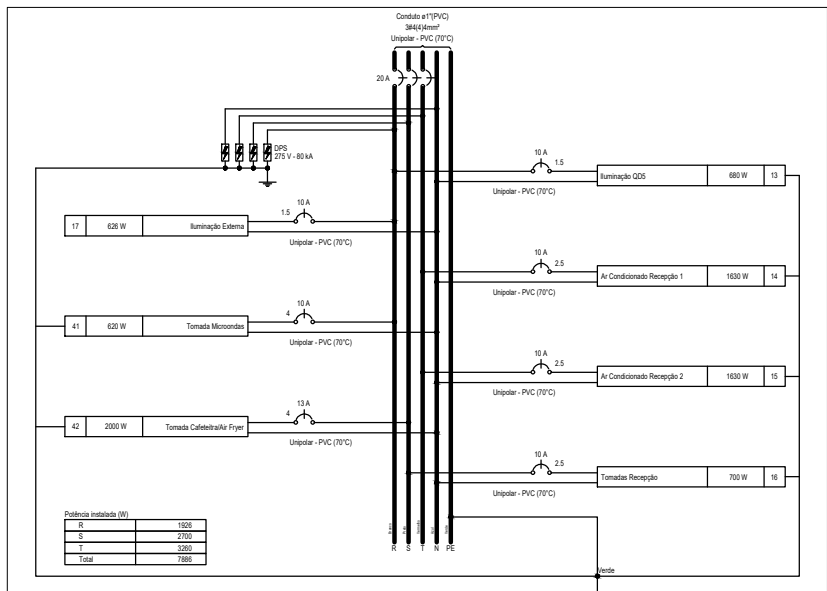 Conduto ø1"(PVC)
3#4(4)4mm²
Unipolar - PVC (70°C)
20 A
DPS
275 V - 80 kA
10 A
1.5
Iluminação QD5 680 W 13
Unipolar - PVC (70°C)
10 A
1.5
17 626 W Iluminação Externa
Unipolar - PVC (70°C)
10 A
2.5
Ar Condicionado Recepção 1 1630 W 14
Unipolar - PVC (70°C)
10 A
4
41 620 W Tomada Microondas
Unipolar - PVC (70°C)
10 A
2.5
Ar Condicionado Recepção 2 1630 W 15
Unipolar - PVC (70°C)
13 A
4
42 2000 W Tomada Cafeteitra/Air Fryer
Unipolar - PVC (70°C)
10 A
2.5
Tomadas Recepção 700 W 16
Unipolar - PVC (70°C)
Potência instalada (W)
R 1926
S 2700
T 3260
Total 7886
R S T N PE
Verde